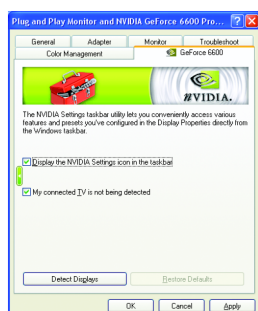 Plug and Play Monitor and NVIDIA GeForce 6600 Pro...
General Adapter Monitor Troubleshoot
Color Management GeForce 6600
NVIDIA.
The NVIDIA Settings taskbar utility lets you conveniently access various
features and presets you've configured in the Display Properties directly from
the Windows taskbar.
Display the NVIDIA Settings icon in the taskbar
My connected TV is not being detected
Detect Displays Restore Defaults
OK Cancel Apply